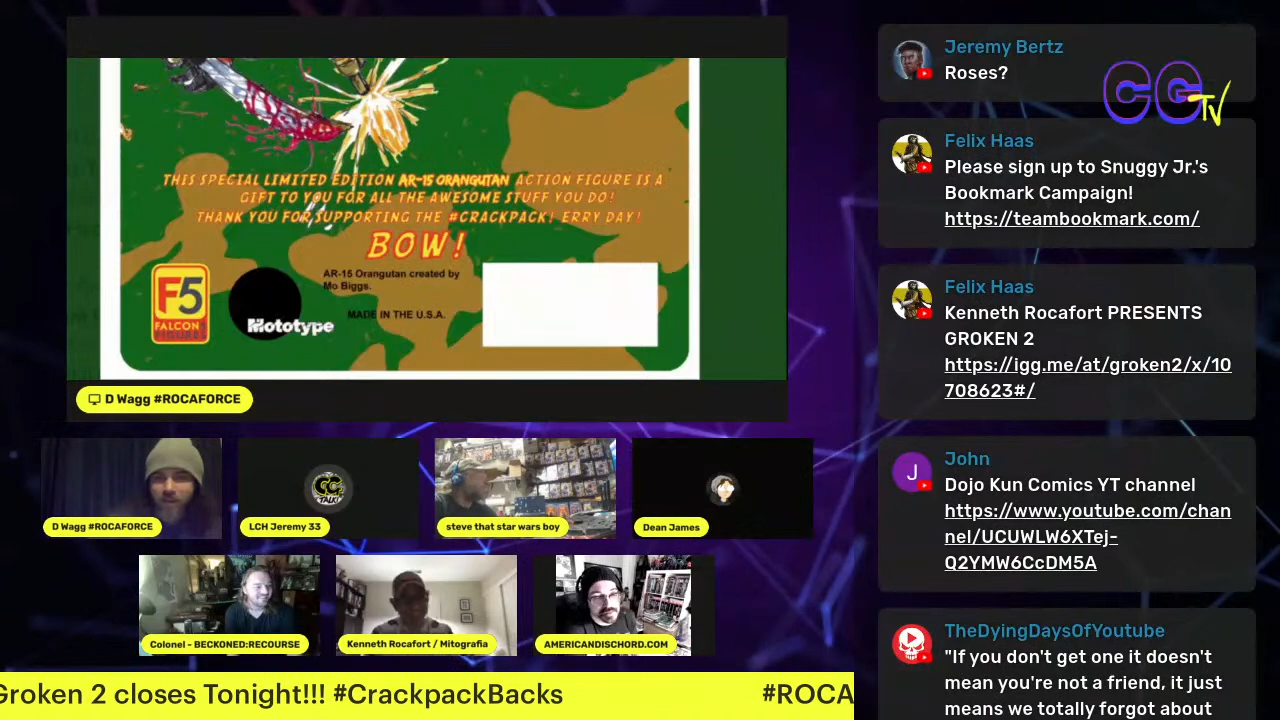 THIS SPECIAL LIMITED EDITION AR-15 ORANGUTAN ACTION FIGURE IS A
GIFT TO YOU FOR ALL THE AWESOME STUFF YOU DO!
THANK YOU FOR SUPPORTING THE #CRACKPACK! ERRY DAY!
BOW!
F5
FALCON
FIGURES
Mototype
AR-15 Orangutan created by
Mo Biggs.
MADE IN THE U.S.A.
D Wagg #ROCAFORCE
D Wagg #ROCAFORCE
CG
TALK!
LCH Jeremy 33
steve that star wars boy
Dean James
Colonel - BECKONED:RECOURSE
Kenneth Rocafort / Mitografia
AMERICANDISCHORD.COM
Groken 2 closes Tonight!!! #CrackpackBacks
#ROCA
CG TV
Jeremy Bertz
Roses?
Felix Haas
Please sign up to Snuggy Jr.'s
Bookmark Campaign!
https://teambookmark.com/
Felix Haas
Kenneth Rocafort PRESENTS
GROKEN 2
https://igg.me/at/groken2/x/10
708623#/
J
John
Dojo Kun Comics YT channel
https://www.youtube.com/chan
nel/UCUWLW6XTej-
Q2YMW6CcDM5A
TheDyingDaysOfYoutube
"If you don't get one it doesn't
mean you're not a friend, it just
means we totally forgot about